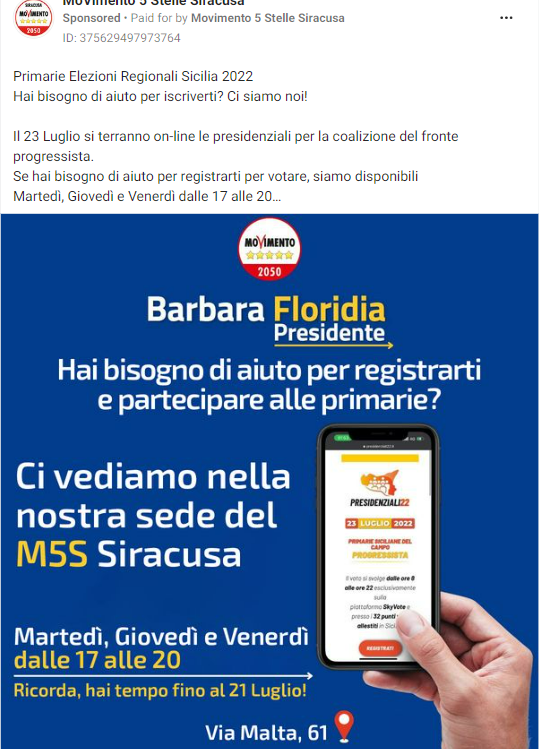 Movimento 5 Stelle Siracusa
Sponsored • Paid for by Movimento 5 Stelle Siracusa
ID: 375629497973764
Primarie Elezioni Regionali Sicilia 2022
Hai bisogno di aiuto per iscriverti? Ci siamo noi!
Il 23 Luglio si terranno on-line le presidenziali per la coalizione del fronte
progressista.
Se hai bisogno di aiuto per registrarti per votare, siamo disponibili
Martedì, Giovedì e Venerdì dalle 17 alle 20...
SIRACUSA
MOVIMENTO
2050
MOVIMENTO
2050
Barbara Floridia
Presidente
Hai bisogno di aiuto per registrarti
e partecipare alle primarie?
Ci vediamo nella
nostra sede del
M5S Siracusa
PRESIDENZIALI22
23 LUGLIO 2022
PRIMARIE SICILIANE DEL
CAMPO
PROGRESSISTA
Il voto si svolge dalle ore 8
alle ore 22 esclusivamente
sulla
piattaforma SkyVote e
presso i 32 punti
allestiti in
REGISTRATI
Martedì, Giovedì e Venerdì
dalle 17 alle 20
Ricorda, hai tempo fino al 21 Luglio!
Via Malta, 61